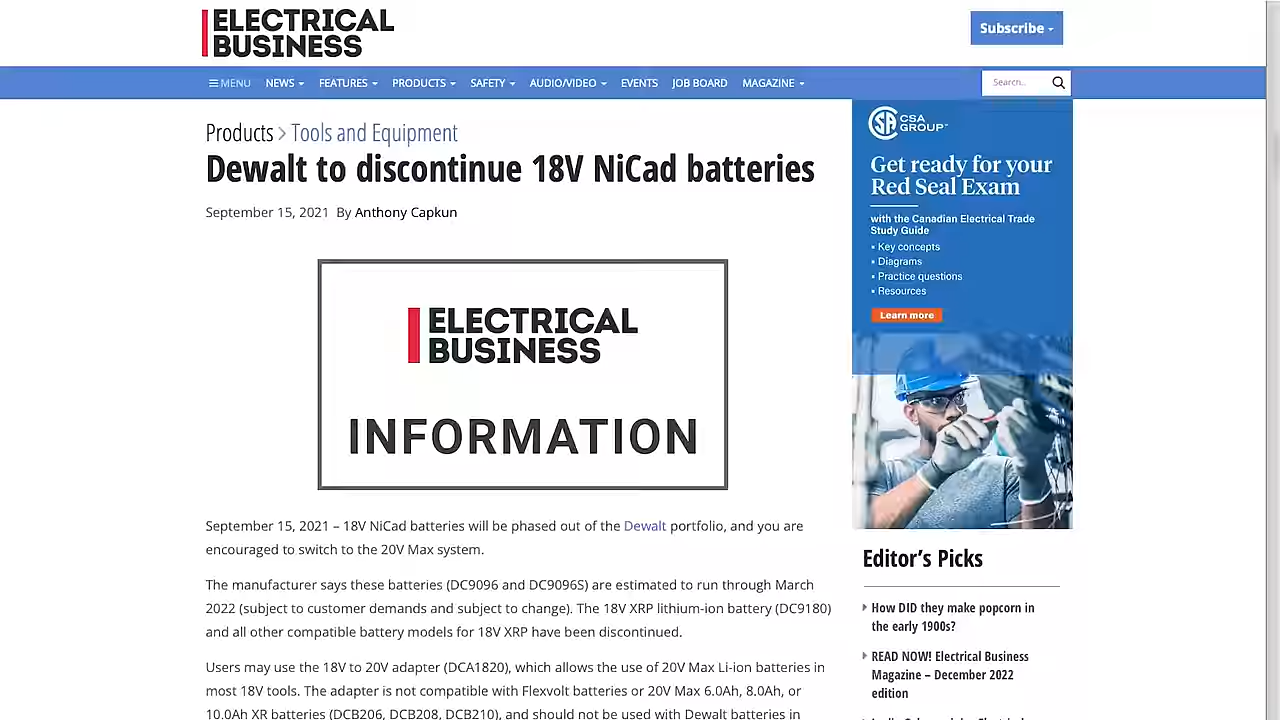 ELECTRICAL
BUSINESS
Subscribe
MENU NEWS FEATURES PRODUCTS SAFETY AUDIO/VIDEO EVENTS JOB BOARD MAGAZINE Search..
Products > Tools and Equipment
Dewalt to discontinue 18V NiCad batteries
September 15, 2021 By Anthony Capkun
ELECTRICAL
BUSINESS
INFORMATION
September 15, 2021 – 18V NiCad batteries will be phased out of the Dewalt portfolio, and you are
encouraged to switch to the 20V Max system.
The manufacturer says these batteries (DC9096 and DC9096S) are estimated to run through March
2022 (subject to customer demands and subject to change). The 18V XRP lithium-ion battery (DC9180)
and all other compatible battery models for 18V XRP have been discontinued.
Users may use the 18V to 20V adapter (DCA1820), which allows the use of 20V Max Li-ion batteries in
most 18V tools. The adapter is not compatible with Flexvolt batteries or 20V Max 6.0Ah, 8.0Ah, or
10.0Ah XR batteries (DCB206, DCB208, DCB210), and should not be used with Dewalt batteries in
SA CSA
GROUP™
Get ready for your
Red Seal Exam
with the Canadian Electrical Trade
Study Guide
▪ Key concepts
▪ Diagrams
▪ Practice questions
▪ Resources
Learn more
Editor's Picks
How DID they make popcorn in
the early 1900s?
READ NOW! Electrical Business
Magazine – December 2022
edition